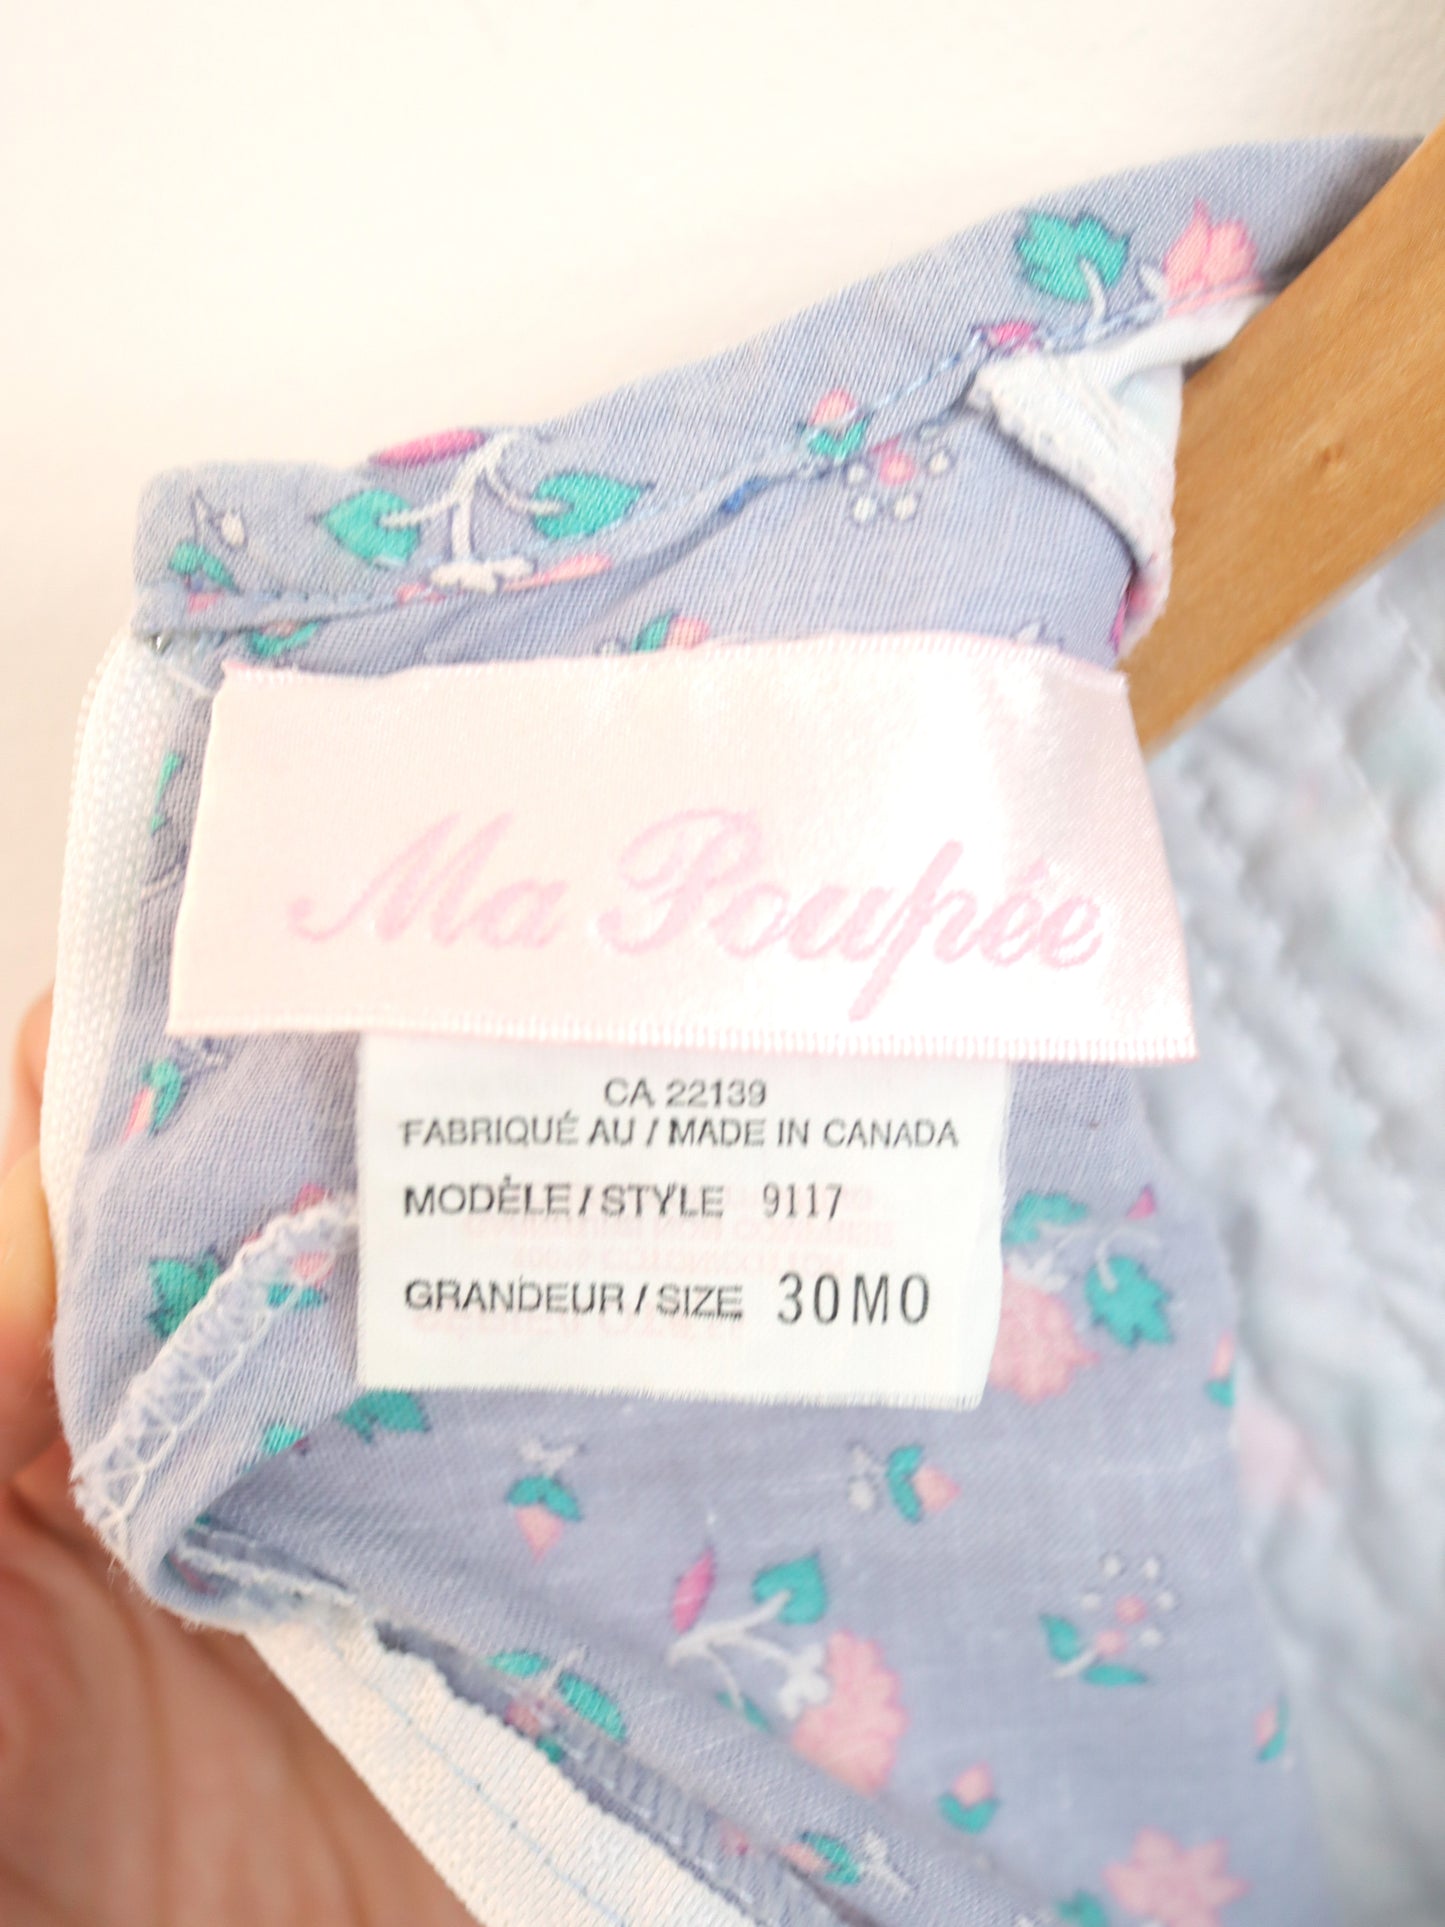 Ma Poupée
CA 22139
FABRIQUÉ AU / MADE IN CANADA
MODÈLE / STYLE 9117
GRANDEUR / SIZE 30MO